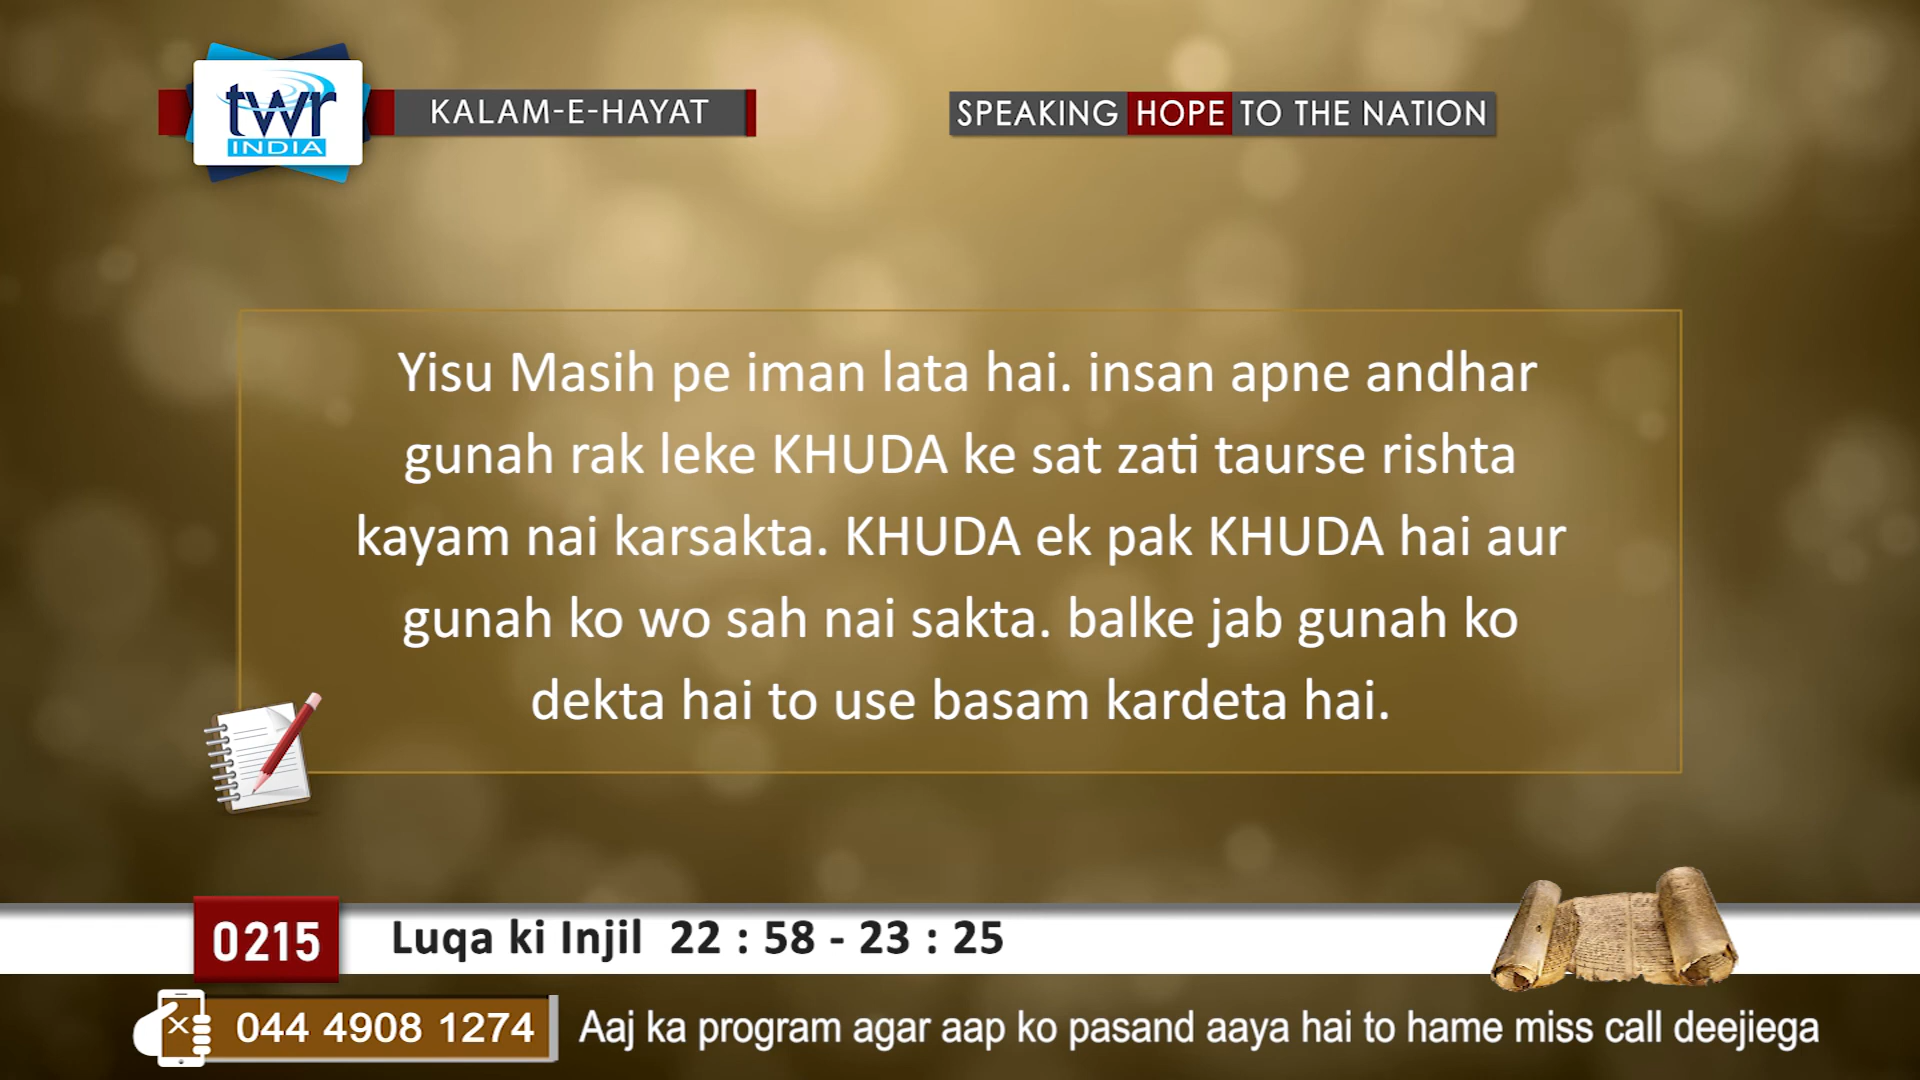 twr
INDIA
KALAM-E-HAYAT
SPEAKING HOPE TO THE NATION
Yisu Masih pe iman lata hai. insan apne andhar
gunah rak leke KHUDA ke sat zati taurse rishta
kayam nai karsakta. KHUDA ek pak KHUDA hai aur
gunah ko wo sah nai sakta. balke jab gunah ko
dekta hai to use basam kardeta hai.
0215
Luqa ki Injil 22 : 58 - 23 : 25
044 4908 1274
Aaj ka program agar aap ko pasand aaya hai to hame miss call deejiega